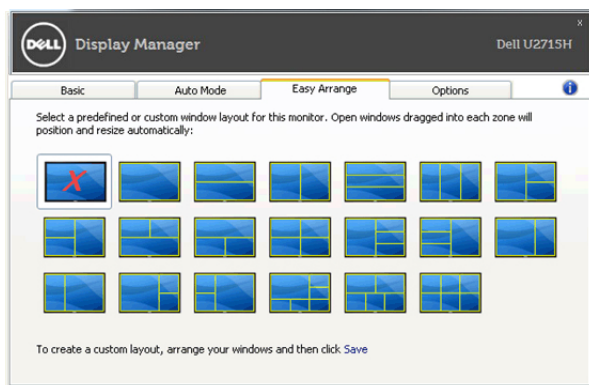 x
DELL Display Manager Dell U2715H
Basic Auto Mode Easy Arrange Options i
Select a predefined or custom window layout for this monitor. Open windows dragged into each zone will
position and resize automatically:
X
To create a custom layout, arrange your windows and then click Save